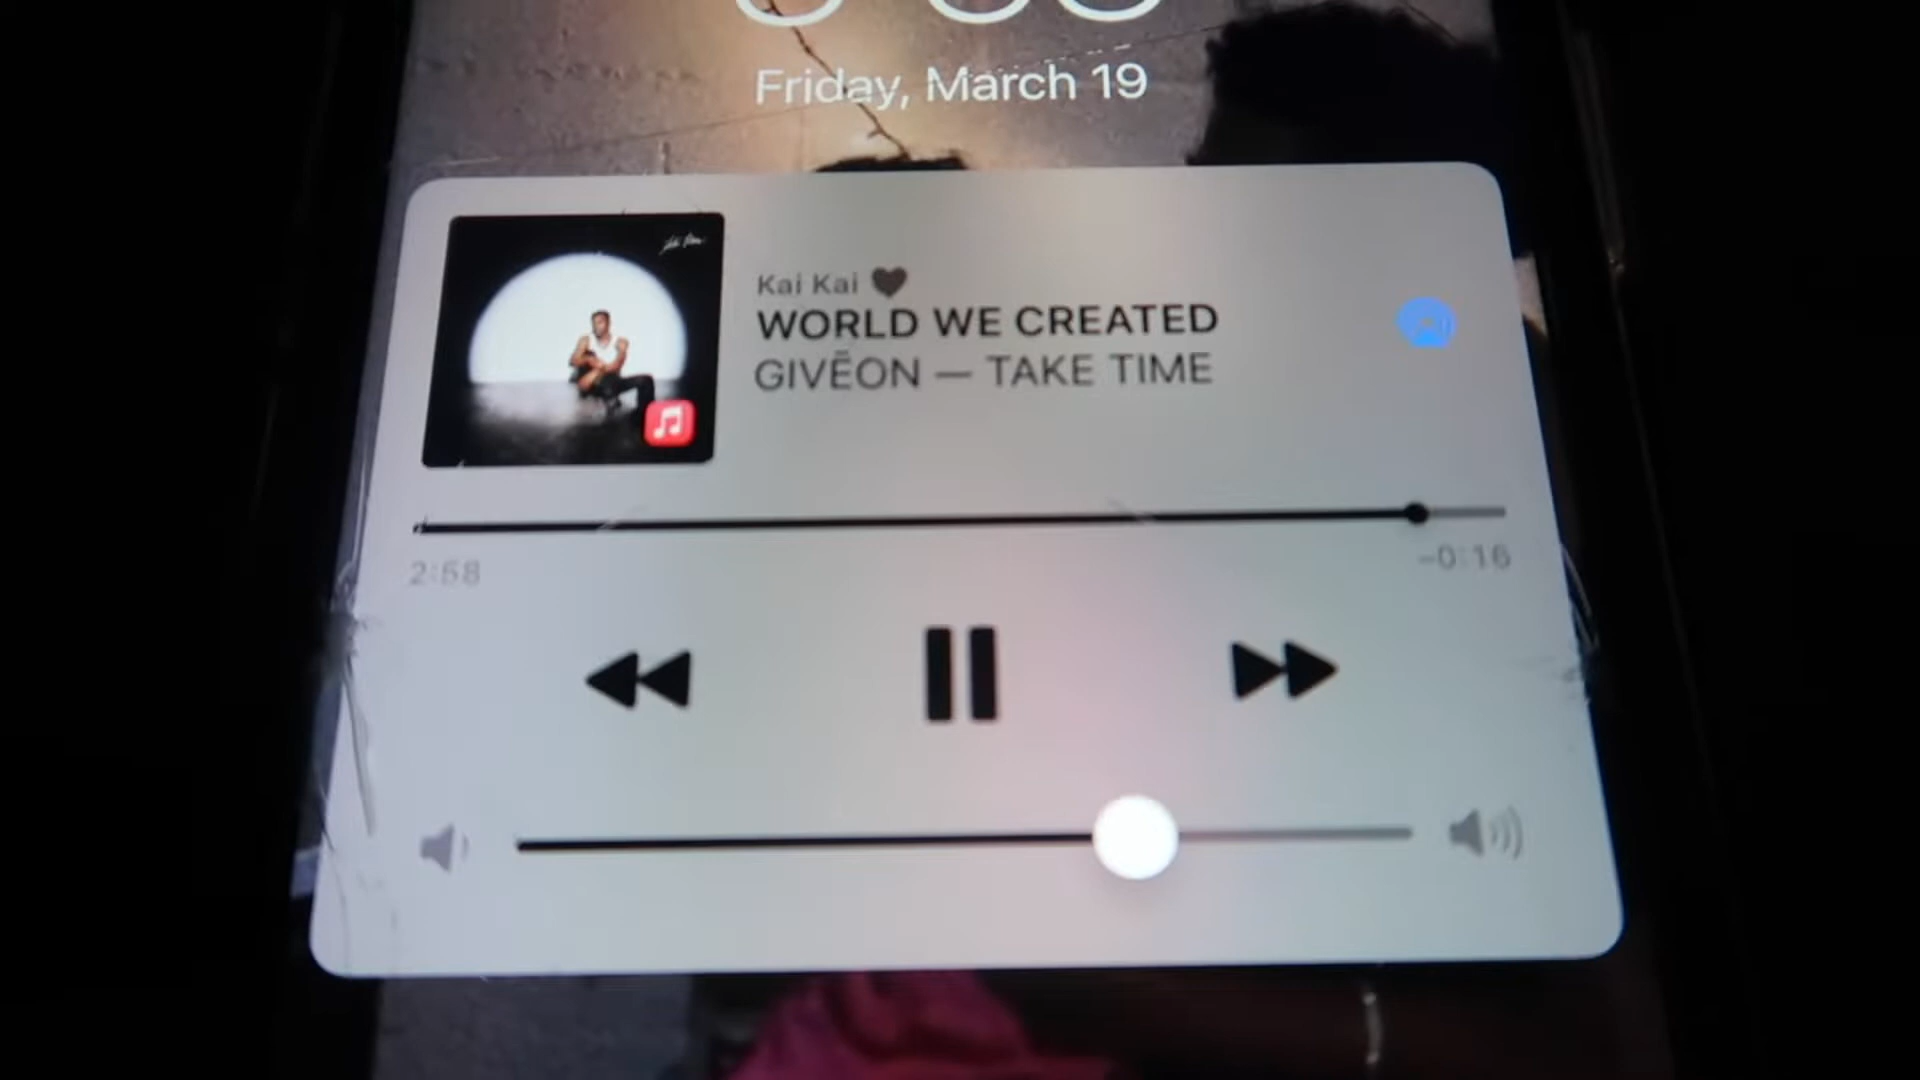 Friday, March 19
Kai Kai 🖤
WORLD WE CREATED
GIVĒON — TAKE TIME
2:58
-0:16